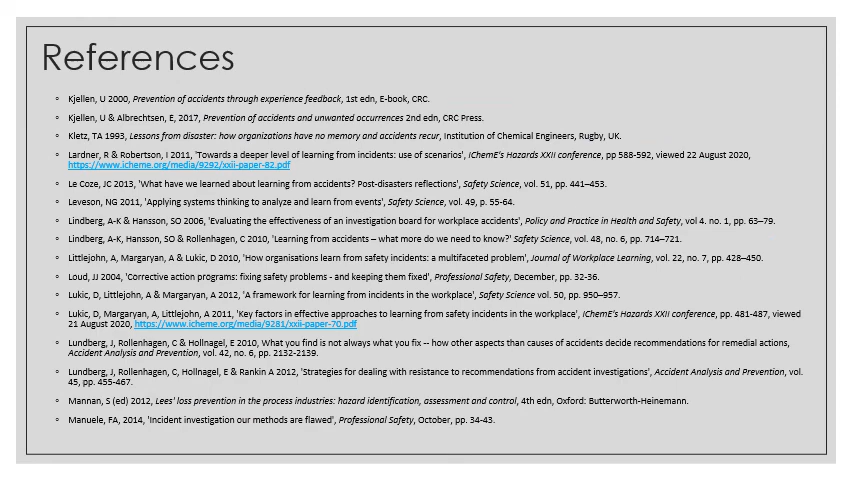 References
◦ Kjellen, U 2000, Prevention of accidents through experience feedback, 1st edn, E-book, CRC.
◦ Kjellen, U & Albrechtsen, E, 2017, Prevention of accidents and unwanted occurrences 2nd edn, CRC Press.
◦ Kletz, TA 1993, Lessons from disaster: how organizations have no memory and accidents recur, Institution of Chemical Engineers, Rugby, UK.
◦ Lardner, R & Robertson, I 2011, 'Towards a deeper level of learning from incidents: use of scenarios', IChemE's Hazards XXII conference, pp 588-592, viewed 22 August 2020,
https://www.icheme.org/media/9292/xxii-paper-82.pdf
◦ Le Coze, JC 2013, 'What have we learned about learning from accidents? Post-disasters reflections', Safety Science, vol. 51, pp. 441–453.
◦ Leveson, NG 2011, 'Applying systems thinking to analyze and learn from events', Safety Science, vol. 49, p. 55-64.
◦ Lindberg, A-K & Hansson, SO 2006, 'Evaluating the effectiveness of an investigation board for workplace accidents', Policy and Practice in Health and Safety, vol 4. no. 1, pp. 63–79.
◦ Lindberg, A-K, Hansson, SO & Rollenhagen, C 2010, 'Learning from accidents – what more do we need to know?' Safety Science, vol. 48, no. 6, pp. 714–721.
◦ Littlejohn, A, Margaryan, A & Lukic, D 2010, 'How organisations learn from safety incidents: a multifaceted problem', Journal of Workplace Learning, vol. 22, no. 7, pp. 428–450.
◦ Loud, JJ 2004, 'Corrective action programs: fixing safety problems - and keeping them fixed', Professional Safety, December, pp. 32-36.
◦ Lukic, D, Littlejohn, A & Margaryan, A 2012, 'A framework for learning from incidents in the workplace', Safety Science vol. 50, pp. 950–957.
◦ Lukic, D, Margaryan, A, Littlejohn, A 2011, 'Key factors in effective approaches to learning from safety incidents in the workplace', IChemE's Hazards XXII conference, pp. 481-487, viewed
21 August 2020, https://www.icheme.org/media/9281/xxii-paper-70.pdf
◦ Lundberg, J, Rollenhagen, C & Hollnagel, E 2010, What you find is not always what you fix -- how other aspects than causes of accidents decide recommendations for remedial actions,
Accident Analysis and Prevention, vol. 42, no. 6, pp. 2132-2139.
◦ Lundberg, J, Rollenhagen, C, Hollnagel, E & Rankin A 2012, 'Strategies for dealing with resistance to recommendations from accident investigations', Accident Analysis and Prevention, vol.
45, pp. 455-467.
◦ Mannan, S (ed) 2012, Lees' loss prevention in the process industries: hazard identification, assessment and control, 4th edn, Oxford: Butterworth-Heinemann.
◦ Manuele, FA, 2014, 'Incident investigation our methods are flawed', Professional Safety, October, pp. 34-43.